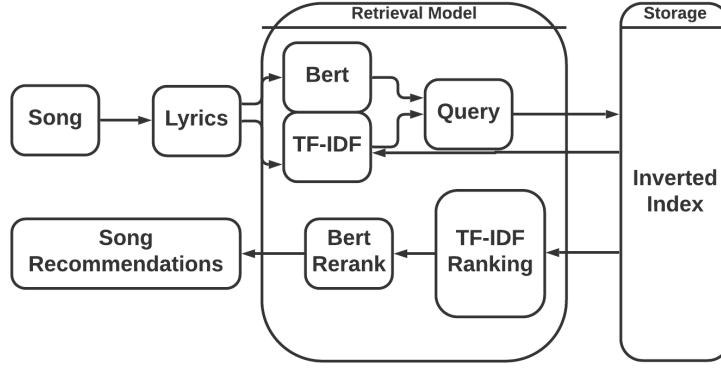 Retrieval Model
Storage
Song
Lyrics
Bert
TF-IDF
Query
Inverted
Index
Song
Recommendations
Bert
Rerank
TF-IDF
Ranking